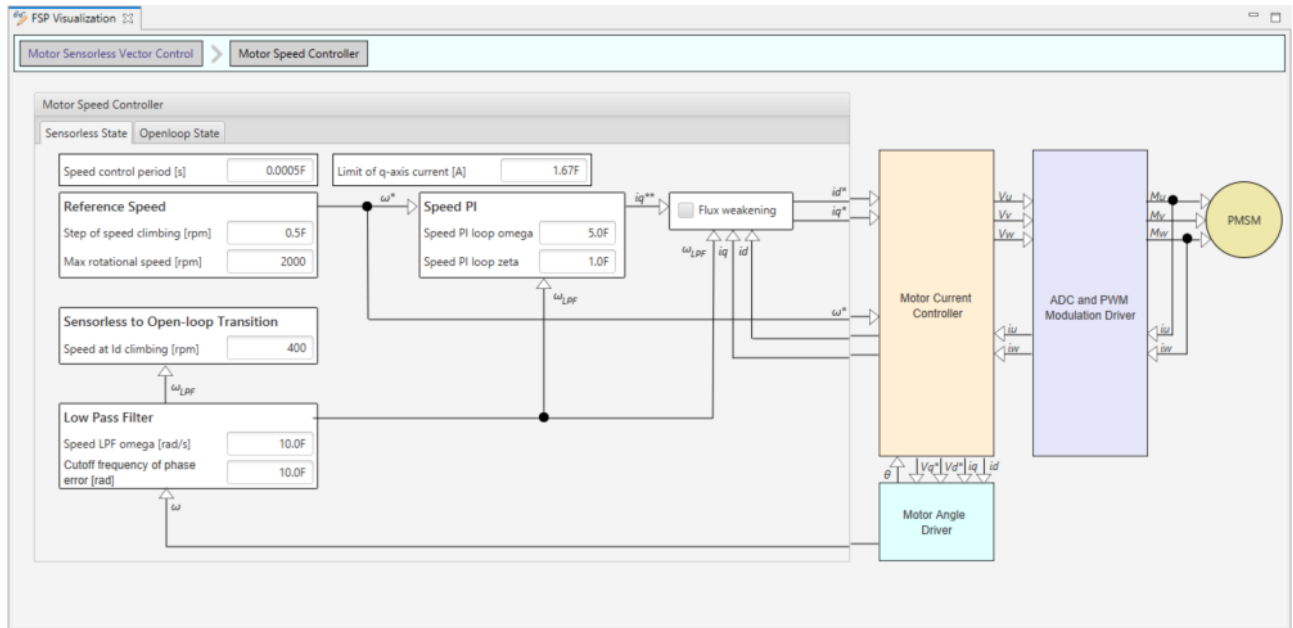 FSP Visualization
Motor Sensorless Vector Control
Motor Speed Controller
Motor Speed Controller
Sensorless State
Openloop State
Speed control period [s] 0.0005F
Limit of q-axis current [A] 1.67F
Reference Speed
Step of speed climbing [rpm] 0.5F
Max rotational speed [rpm] 2000
ω*
Speed PI
Speed PI loop omega 5.0F
Speed PI loop zeta 1.0F
iq**
Flux weakening
id*
iq*
ω_LPF iq id
ω_LPF
ω*
Sensorless to Open-loop Transition
Speed at Id climbing [rpm] 400
ω_LPF
Low Pass Filter
Speed LPF omega [rad/s] 10.0F
Cutoff frequency of phase
error [rad] 10.0F
ω
Motor Current
Controller
Vu
Vv
Vw
iu
iw
ADC and PWM
Modulation Driver
Mu
Mv
Mw
iu
iw
PMSM
θ Vq* Vd* iq id
Motor Angle
Driver